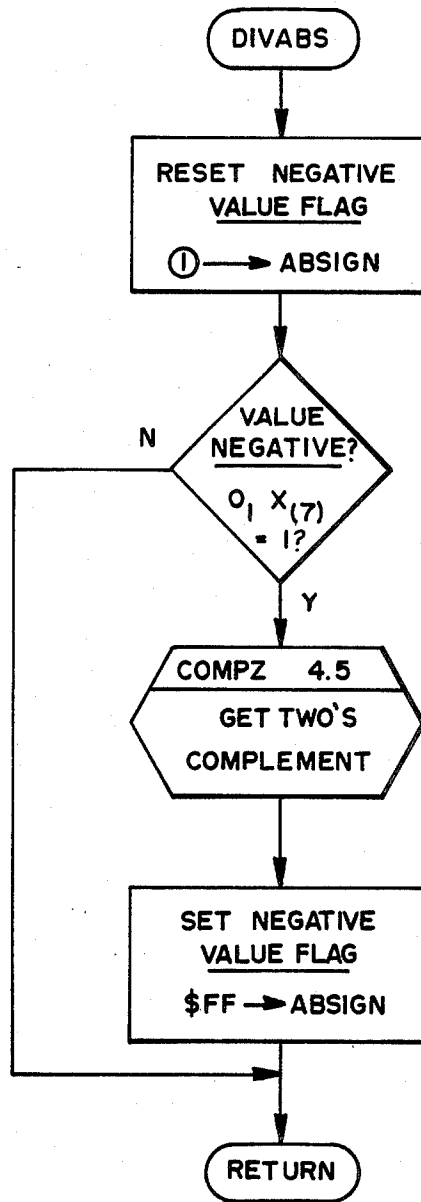 DIVABS
RESET NEGATIVE
VALUE FLAG
① → ABSIGN
VALUE
NEGATIVE?
N
O₁ X₍₇₎
= 1?
Y
COMPZ 4.5
GET TWO'S
COMPLEMENT
SET NEGATIVE
VALUE FLAG
$FF → ABSIGN
RETURN